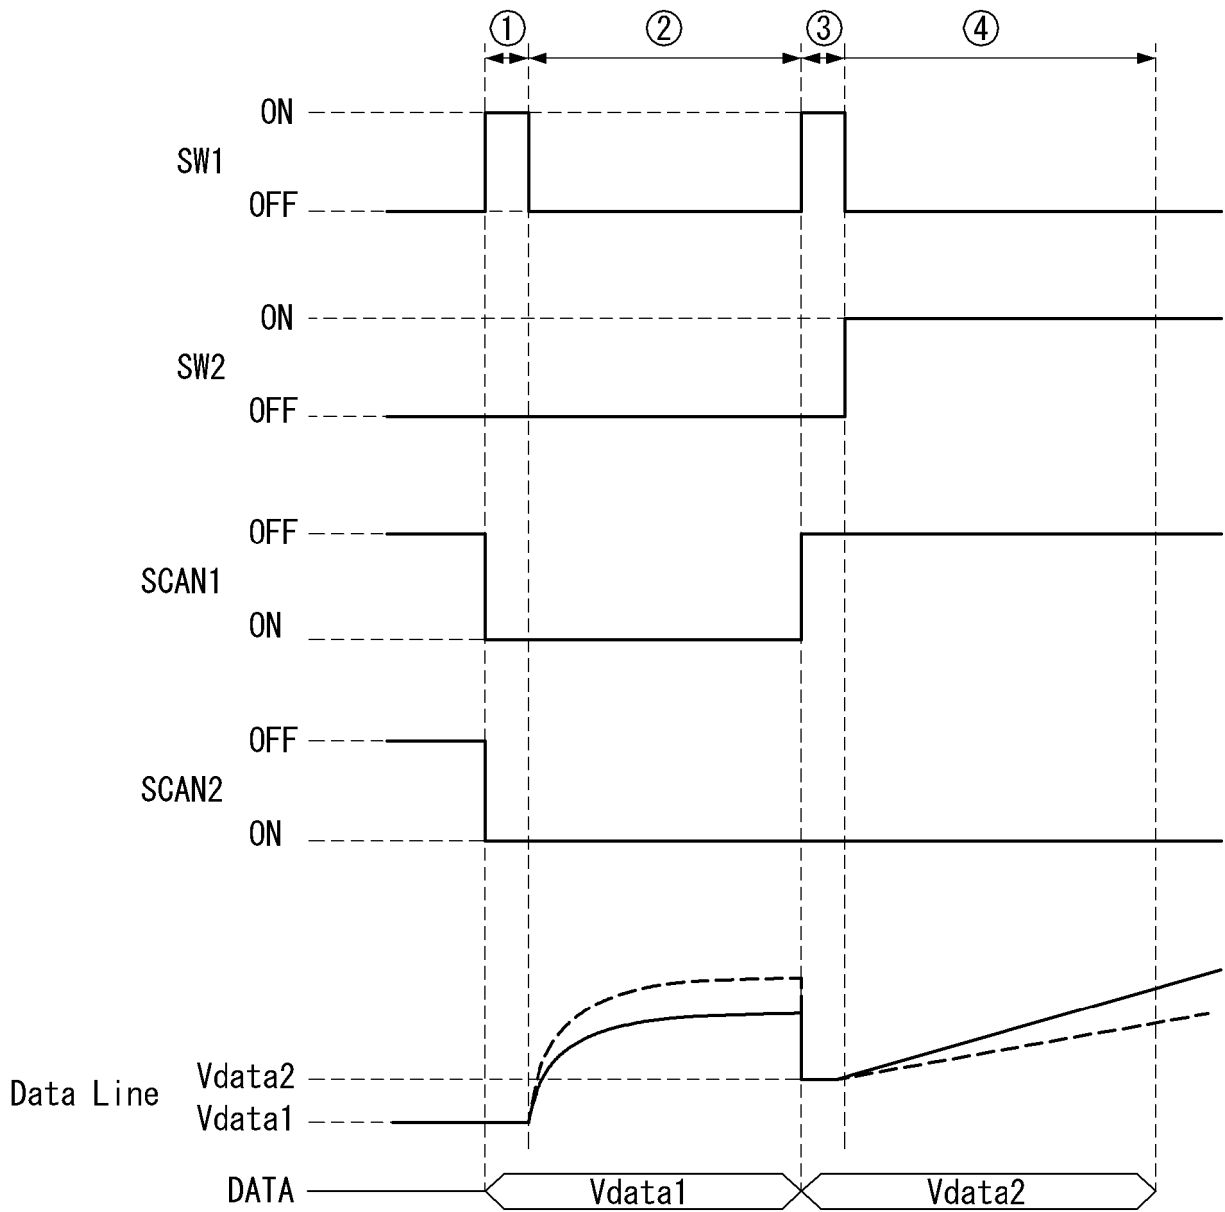 ① ② ③ ④
ON
SW1
OFF
ON
SW2
OFF
OFF
SCAN1
ON
OFF
SCAN2
ON
Vdata2
Data Line
Vdata1
DATA Vdata1 Vdata2